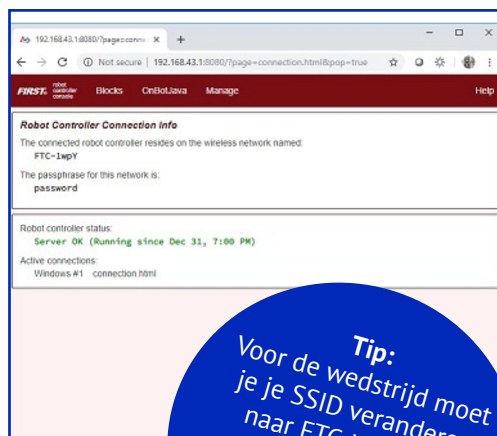 192.168.43.1:8080/?page=conne
Not secure | 192.168.43.1:8080/?page=connection.html&pop=true
FIRST. robot controller console Blocks OnBotJava Manage Help
Robot Controller Connection Info
The connected robot controller resides on the wireless network named:
FTC-1wpY
The passphrase for this network is:
password
Robot controller status:
Server OK (Running since Dec 31, 7:00 PM)
Active connections:
Windows #1 connection html
Tip:
Voor de wedstrijd moet
je je SSID veranderen
naar FTC